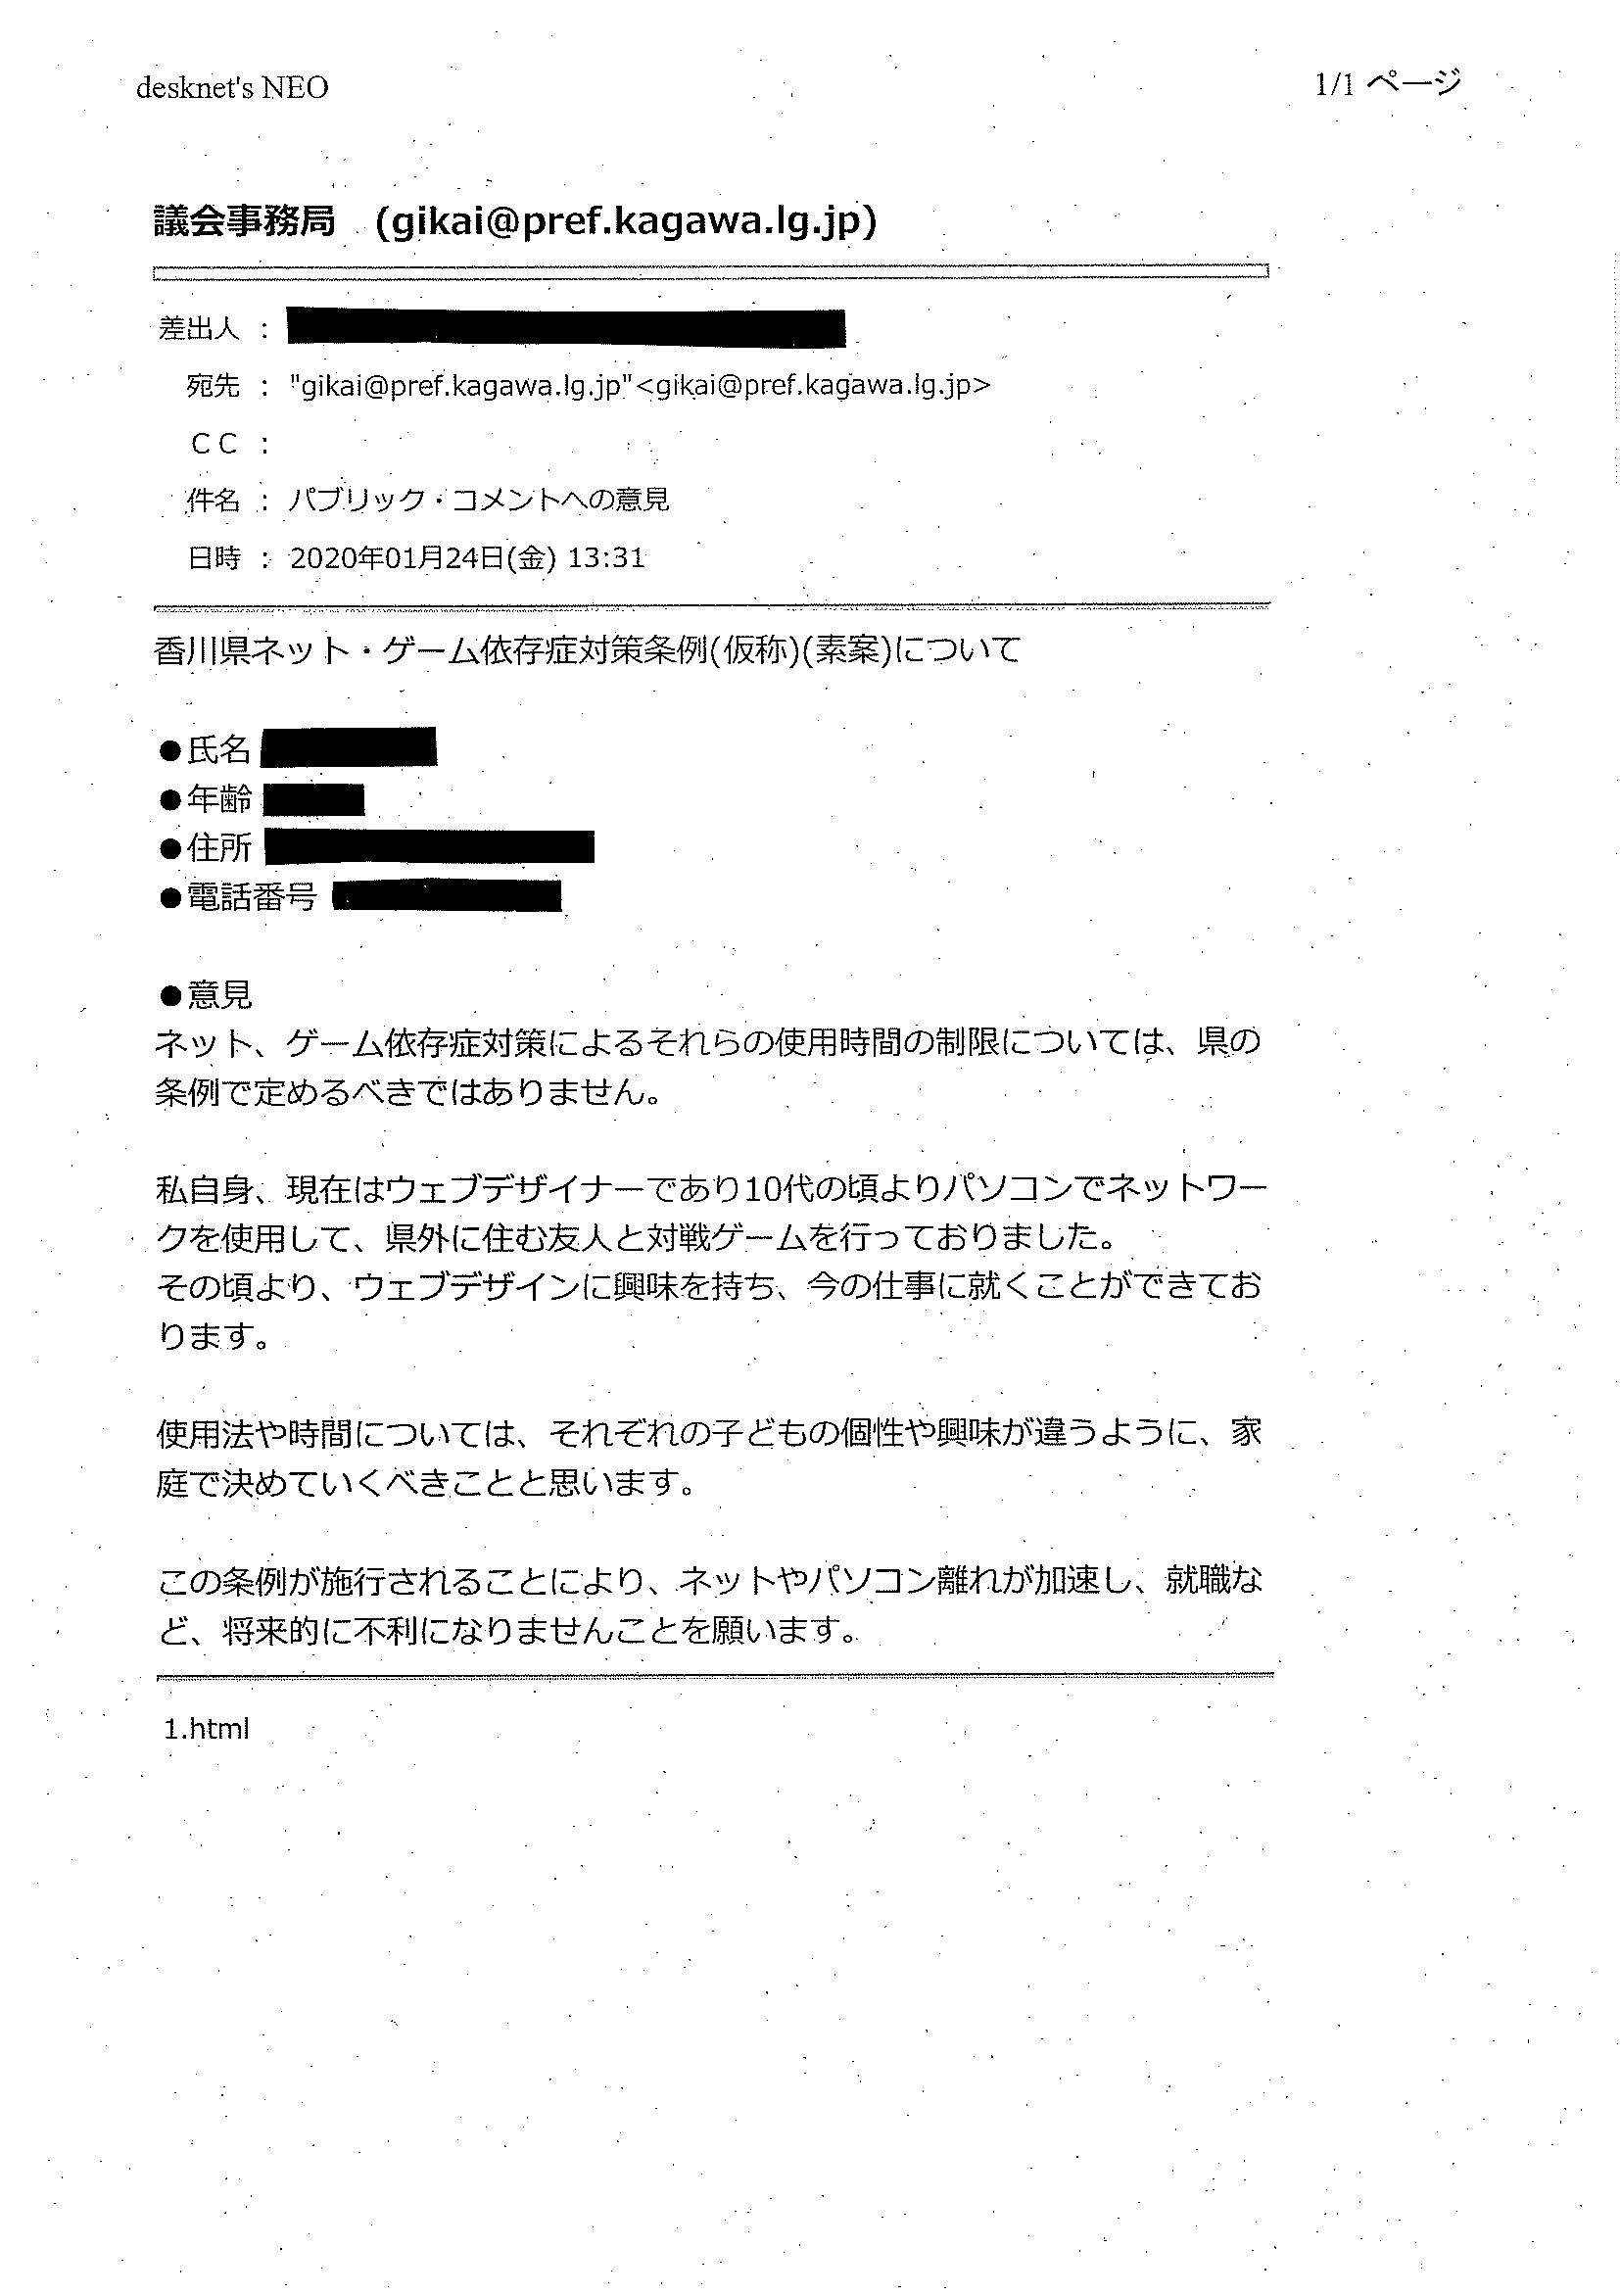 desknet's NEO
1/1 ページ
議会事務局 (gikai@pref.kagawa.lg.jp)
差出人 :
宛先 : "gikai@pref.kagawa.lg.jp"<gikai@pref.kagawa.lg.jp>
CC :
件名 : パブリック・コメントへの意見
日時 : 2020年01月24日(金) 13:31
香川県ネット・ゲーム依存症対策条例(仮称)(素案)について
●氏名
●年齢
●住所
●電話番号
●意見
ネット、ゲーム依存症対策によるそれらの使用時間の制限については、県の
条例で定めるべきではありません。
私自身、現在はウェブデザイナーであり10代の頃よりパソコンでネットワー
クを使用して、県外に住む友人と対戦ゲームを行っておりました。
その頃より、ウェブデザインに興味を持ち、今の仕事に就くことができてお
ります。
使用法や時間については、それぞれの子どもの個性や興味が違うように、家
庭で決めていくべきことと思います。
この条例が施行されることにより、ネットやパソコン離れが加速し、就職な
ど、将来的に不利になりませんことを願います。
1.html